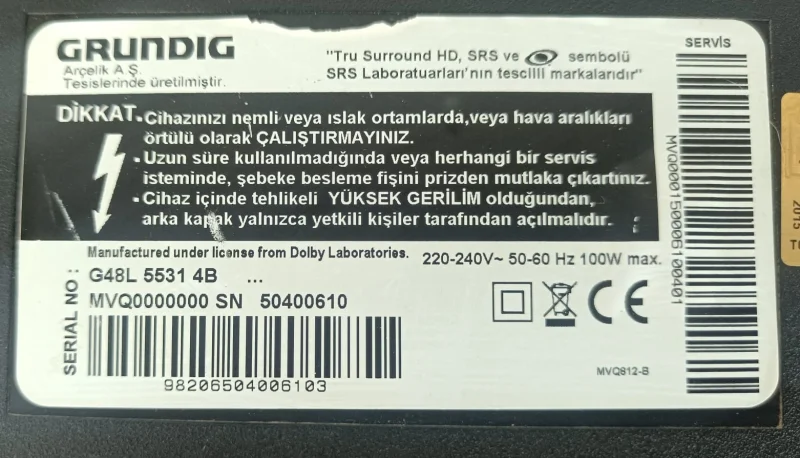 GRUNDIG
Arçelik A.Ş.
Tesislerinde üretilmiştir.
"Tru Surround HD, SRS ve sembolü
SRS Laboratuarları'nın tescilli markalarıdır"
SERVİS
DİKKAT • Cihazınızı nemli veya ıslak ortamlarda,veya hava aralıkları
örtülü olarak ÇALIŞTIRMAYINIZ.
• Uzun süre kullanılmadığında veya herhangi bir servis
isteminde, şebeke besleme fişini prizden mutlaka çıkartınız.
• Cihaz içinde tehlikeli YÜKSEK GERİLİM olduğundan,
arka kapak yalnızca yetkili kişiler tarafından açılmalıdır.
Manufactured under license from Dolby Laboratories.
220-240V~ 50-60 Hz 100W max.
SERIAL NO :
G48L 5531 4B ...
MVQ0000000 SN 50400610
98206504006103
CE
MVQ812-B
MVQ0000150006100401
2015